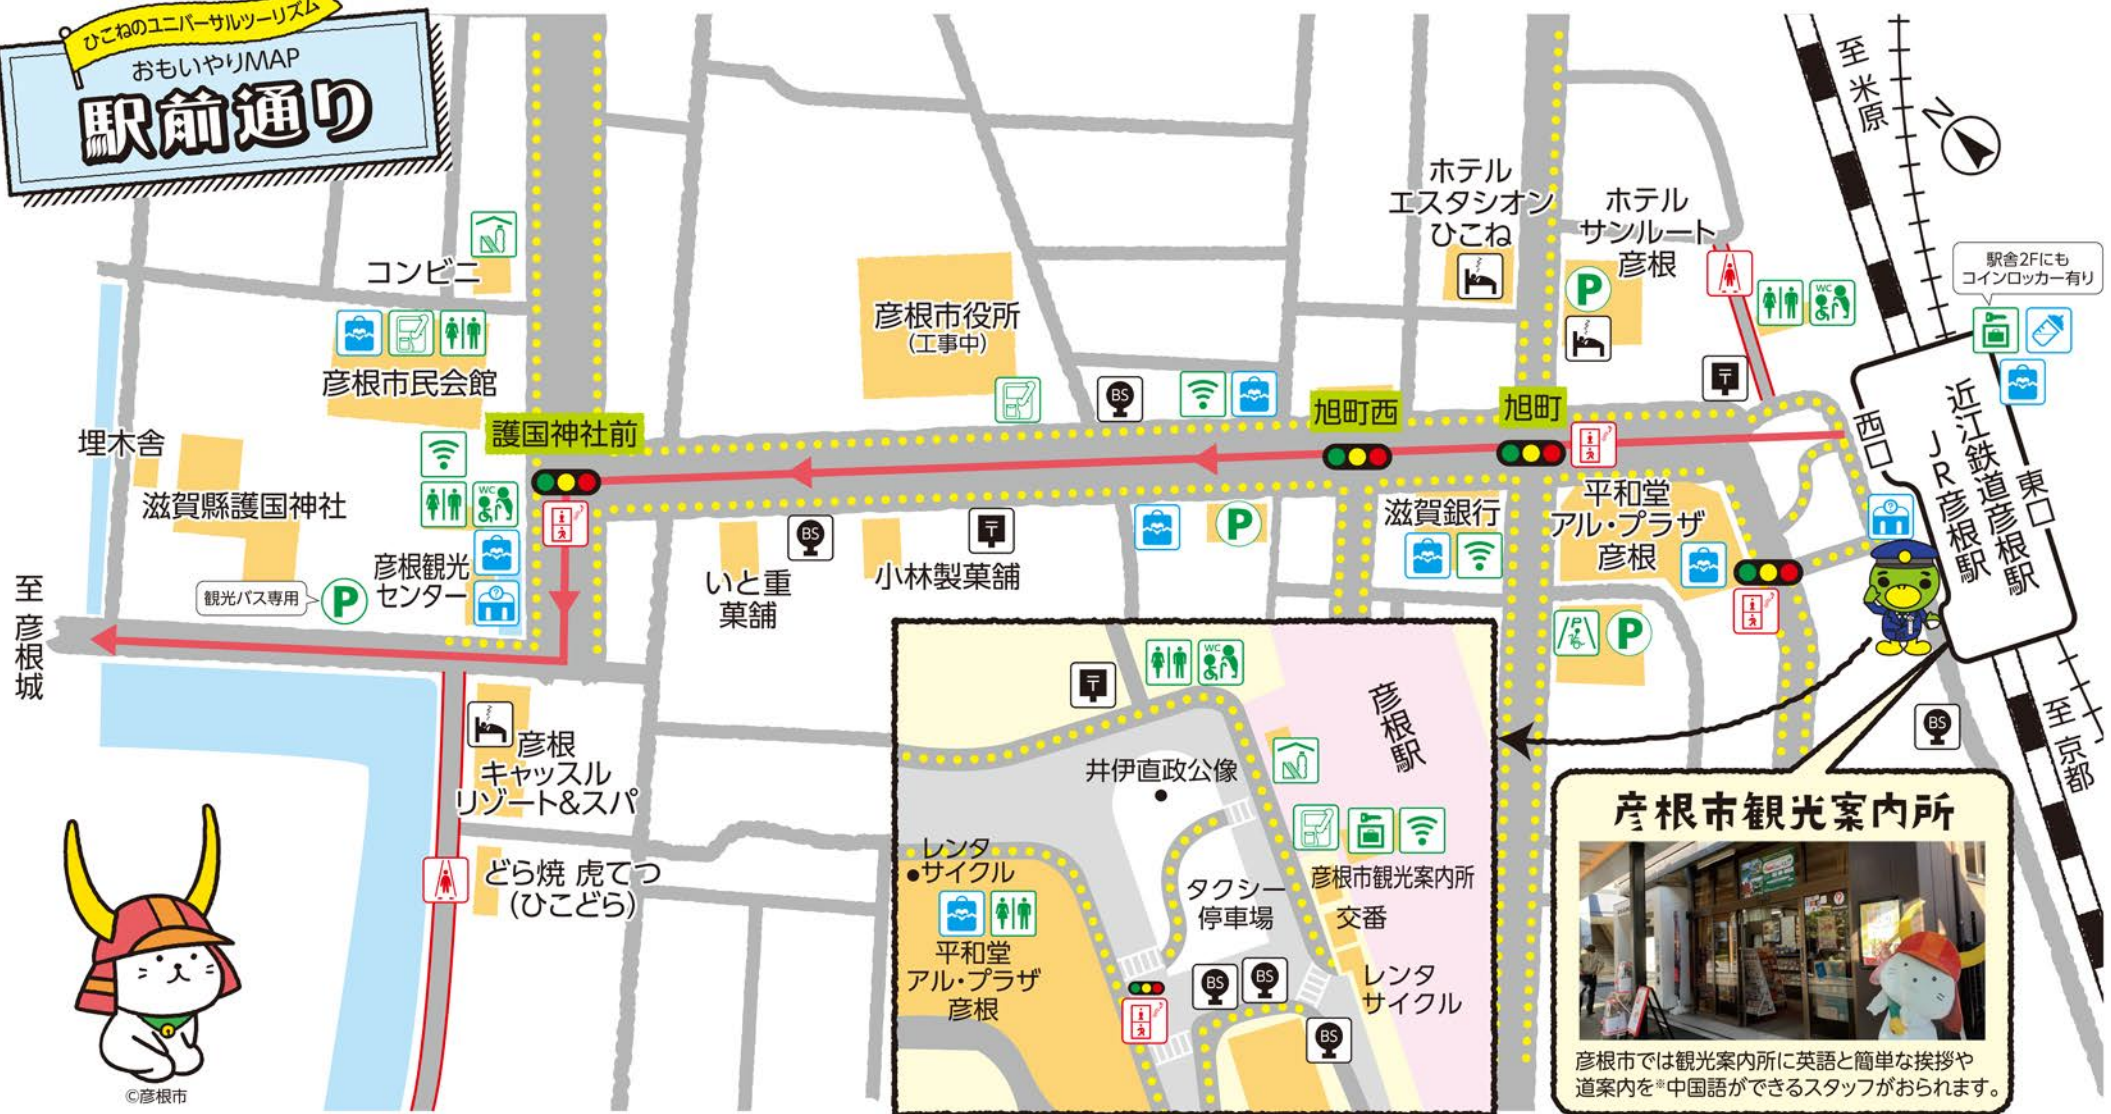 ひこねのユニバーサルツーリズム
おもいやりMAP
駅前通り
至 米原
N
ホテル
エスタシオン
ひこね
ホテル
サンルート
彦根
P
WC
駅舎2Fにも
コインロッカー有り
コンビニ
彦根市役所
(工事中)
彦根市民会館
BS
旭町西
旭町
護国神社前
西口
近江鉄道彦根駅
JR彦根駅
東口
埋木舎
滋賀縣護国神社
WC
彦根観光
センター
観光バス専用
P
至 彦根城
いと重
菓舗
BS
小林製菓舗
P
滋賀銀行
平和堂
アル・プラザ
彦根
P
P
BS
至 京都
彦根
キャッスル
リゾート&スパ
どら焼 虎てつ
(ひこどら)
WC
彦根駅
井伊直政公像
レンタ
サイクル
平和堂
アル・プラザ
彦根
タクシー
停車場
彦根市観光案内所
交番
レンタ
サイクル
BS
BS
BS
彦根市観光案内所
彦根市では観光案内所に英語と簡単な挨拶や
道案内を※中国語ができるスタッフがおられます。
©彦根市